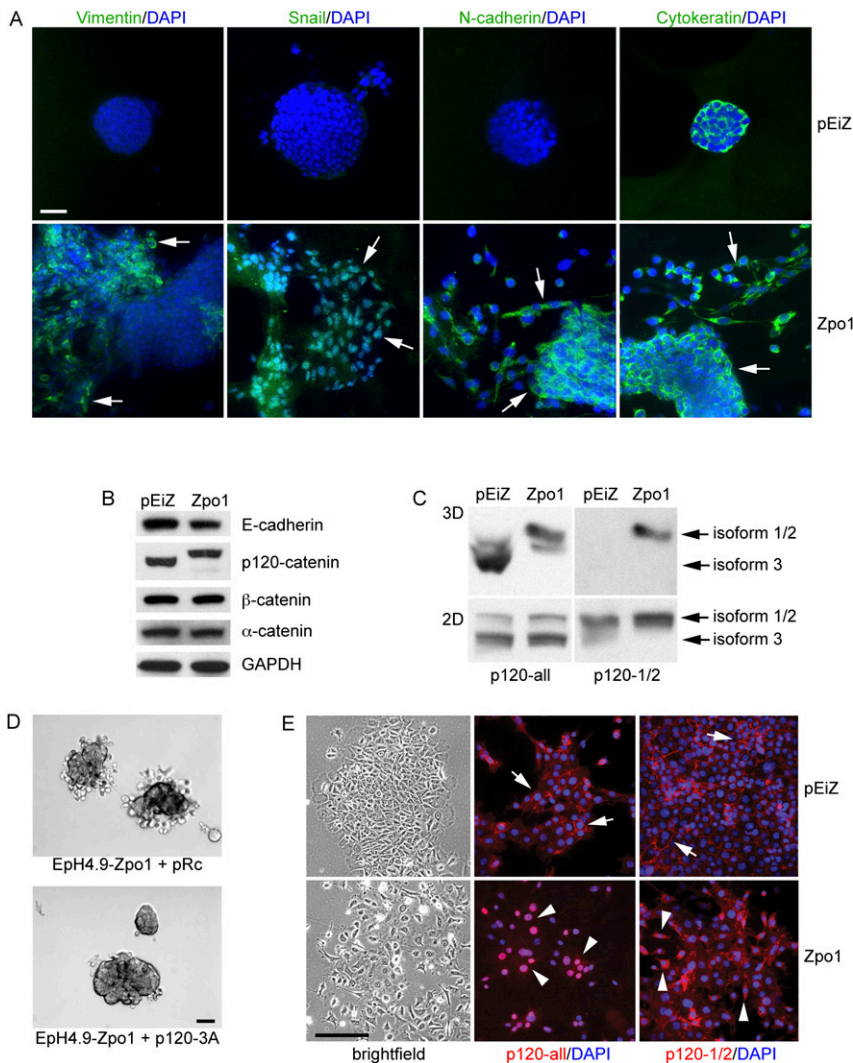 A
Vimentin/DAPI
Snail/DAPI
N-cadherin/DAPI
Cytokeratin/DAPI
pEiZ
Zpo1
B
pEiZ Zpo1
E-cadherin
p120-catenin
β-catenin
α-catenin
GAPDH
C
pEiZ Zpo1 pEiZ Zpo1
3D
isoform 1/2
isoform 3
2D
isoform 1/2
isoform 3
p120-all p120-1/2
D
EpH4.9-Zpo1 + pRc
EpH4.9-Zpo1 + p120-3A
E
pEiZ
Zpo1
brightfield
p120-all/DAPI
p120-1/2/DAPI